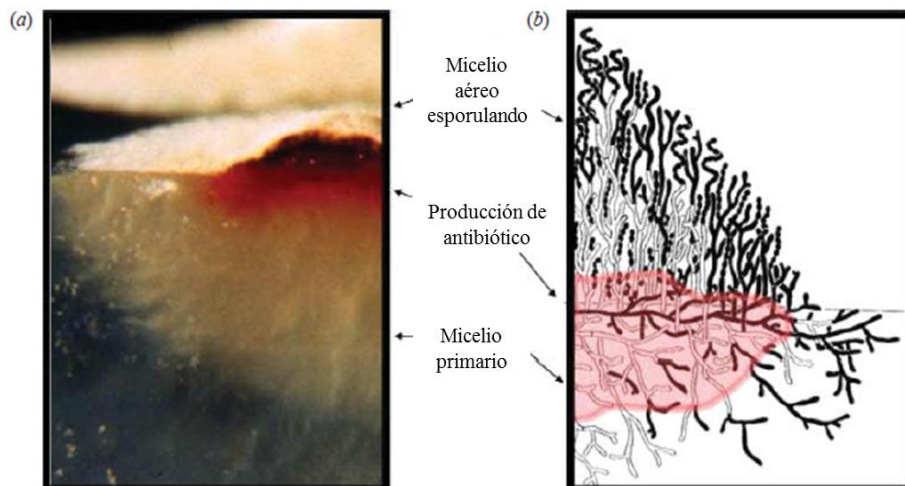 (a)
(b)
Micelio
aéreo
esporulando
Producción de
antibiótico
Micelio
primario